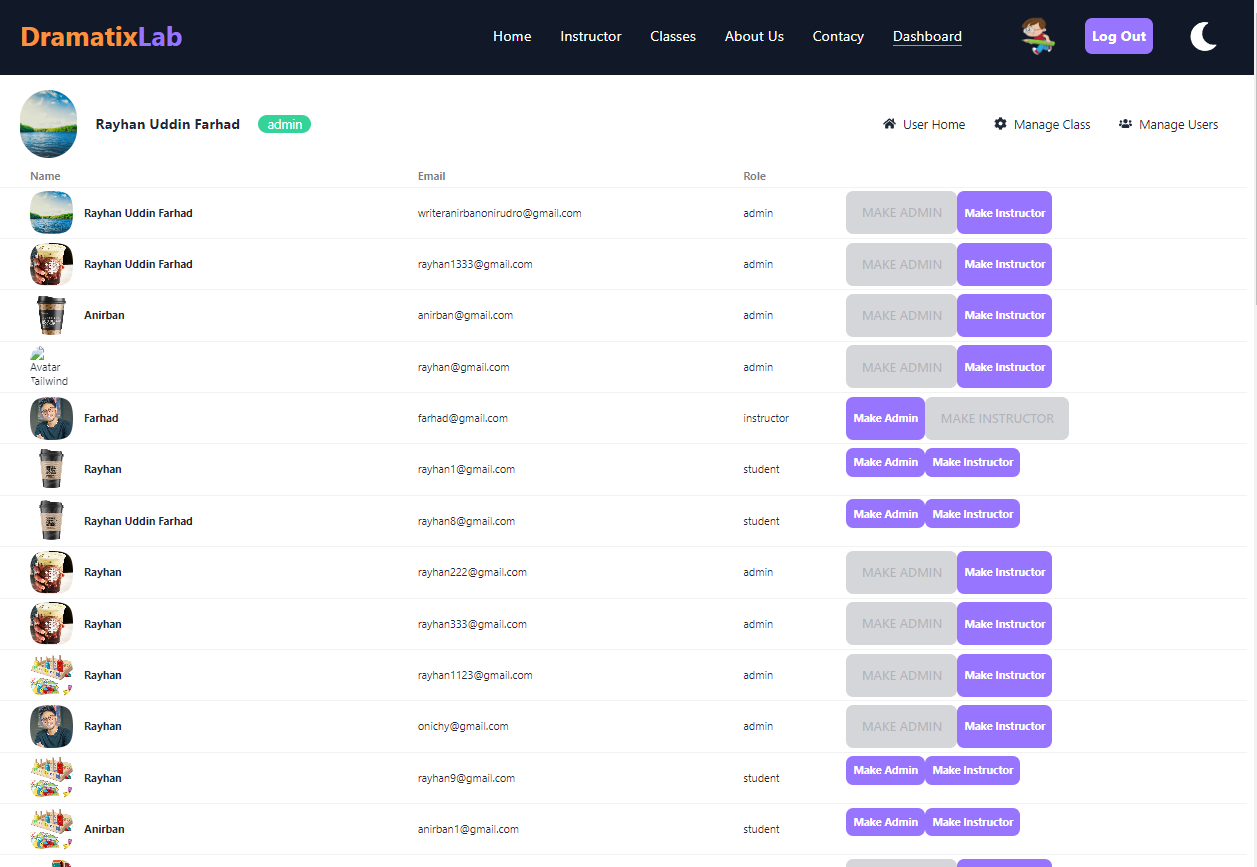 DramatixLab Home Instructor Classes About Us Contacy Dashboard Log Out
Rayhan Uddin Farhad admin User Home Manage Class Manage Users
Name Email Role
Rayhan Uddin Farhad writeranirbanonirudro@gmail.com admin MAKE ADMIN Make Instructor
Rayhan Uddin Farhad rayhan1333@gmail.com admin MAKE ADMIN Make Instructor
Anirban anirban@gmail.com admin MAKE ADMIN Make Instructor
Avatar Tailwind rayhan@gmail.com admin MAKE ADMIN Make Instructor
Farhad farhad@gmail.com instructor Make Admin MAKE INSTRUCTOR
Rayhan rayhan1@gmail.com student Make Admin Make Instructor
Rayhan Uddin Farhad rayhan8@gmail.com student Make Admin Make Instructor
Rayhan rayhan222@gmail.com admin MAKE ADMIN Make Instructor
Rayhan rayhan333@gmail.com admin MAKE ADMIN Make Instructor
Rayhan rayhan1123@gmail.com admin MAKE ADMIN Make Instructor
Rayhan onichy@gmail.com admin MAKE ADMIN Make Instructor
Rayhan rayhan9@gmail.com student Make Admin Make Instructor
Anirban anirban1@gmail.com student Make Admin Make Instructor